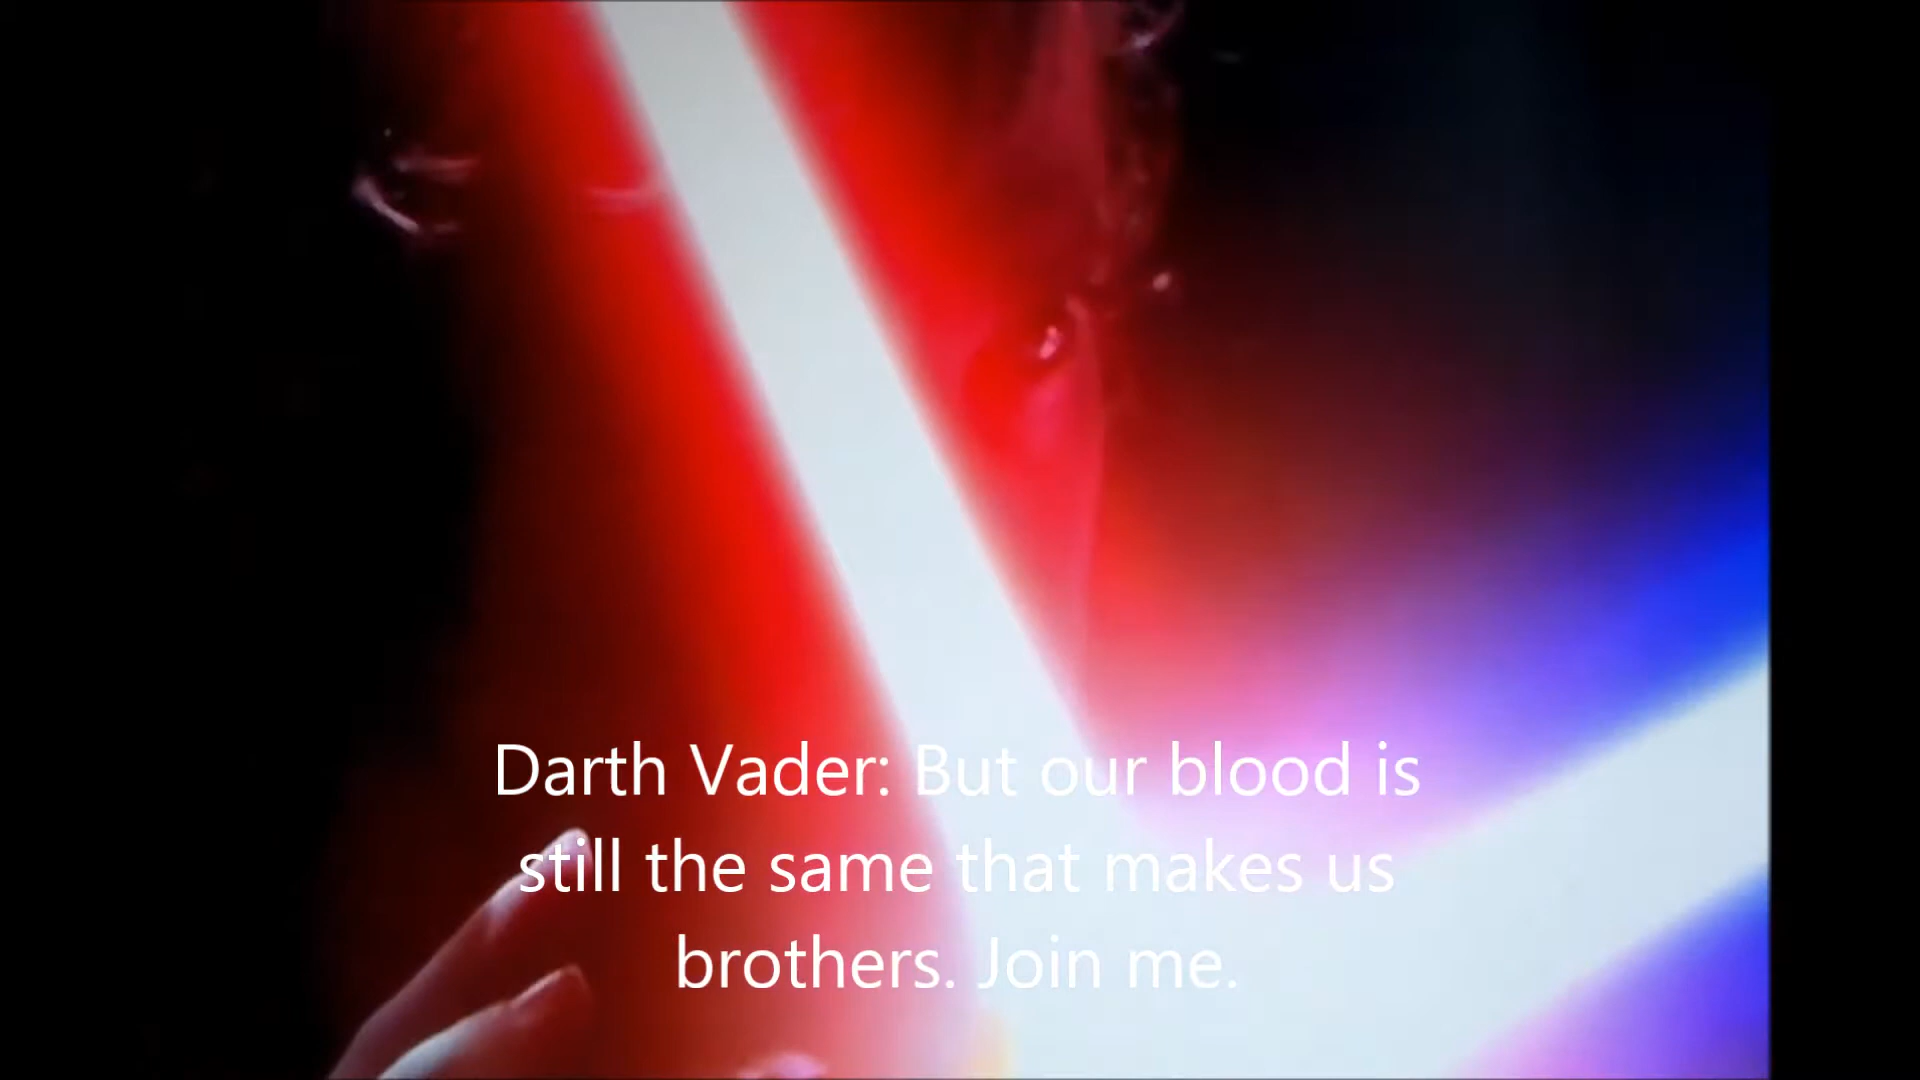 Darth Vader: But our blood is
still the same that makes us
brothers. Join me.